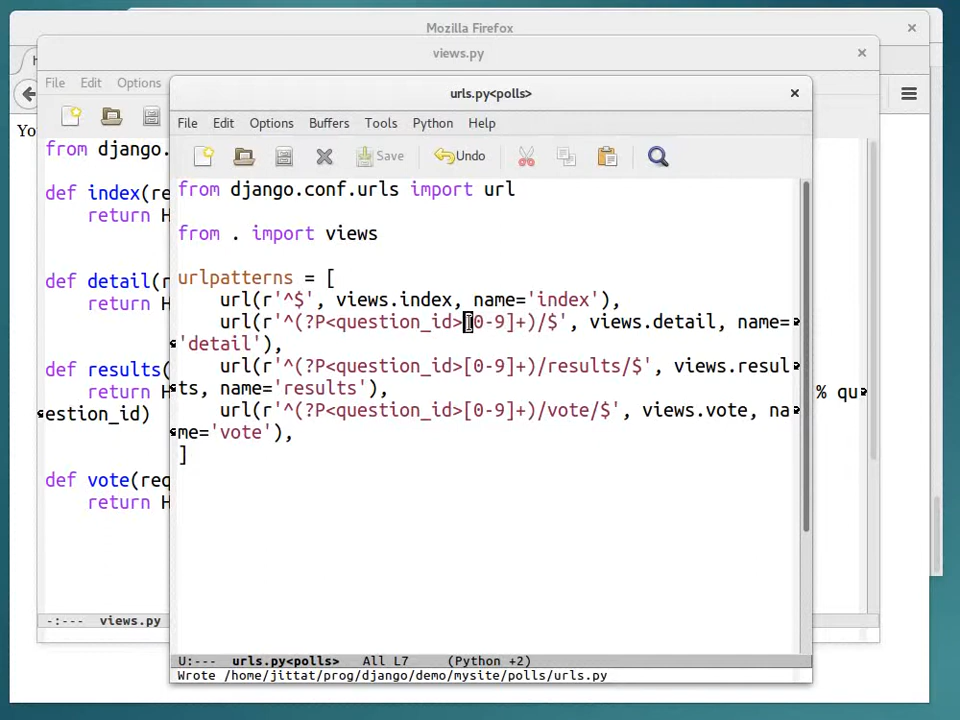 Mozilla Firefox
views.py
File Edit Options
Yo
from django.
def index(re
return H
def detail(
return H
def results(
return H % qu
estion_id)
def vote(req
return H
-:--- views.py
urls.py<polls>
File Edit Options Buffers Tools Python Help
Save Undo
from django.conf.urls import url
from . import views
urlpatterns = [
url(r'^$', views.index, name='index'),
url(r'^(?P<question_id>[0-9]+)/$', views.detail, name=
'detail'),
url(r'^(?P<question_id>[0-9]+)/results/$', views.resul
ts, name='results'),
url(r'^(?P<question_id>[0-9]+)/vote/$', views.vote, na
me='vote'),
]
U:--- urls.py<polls> All L7 (Python +2)
Wrote /home/jittat/prog/django/demo/mysite/polls/urls.py